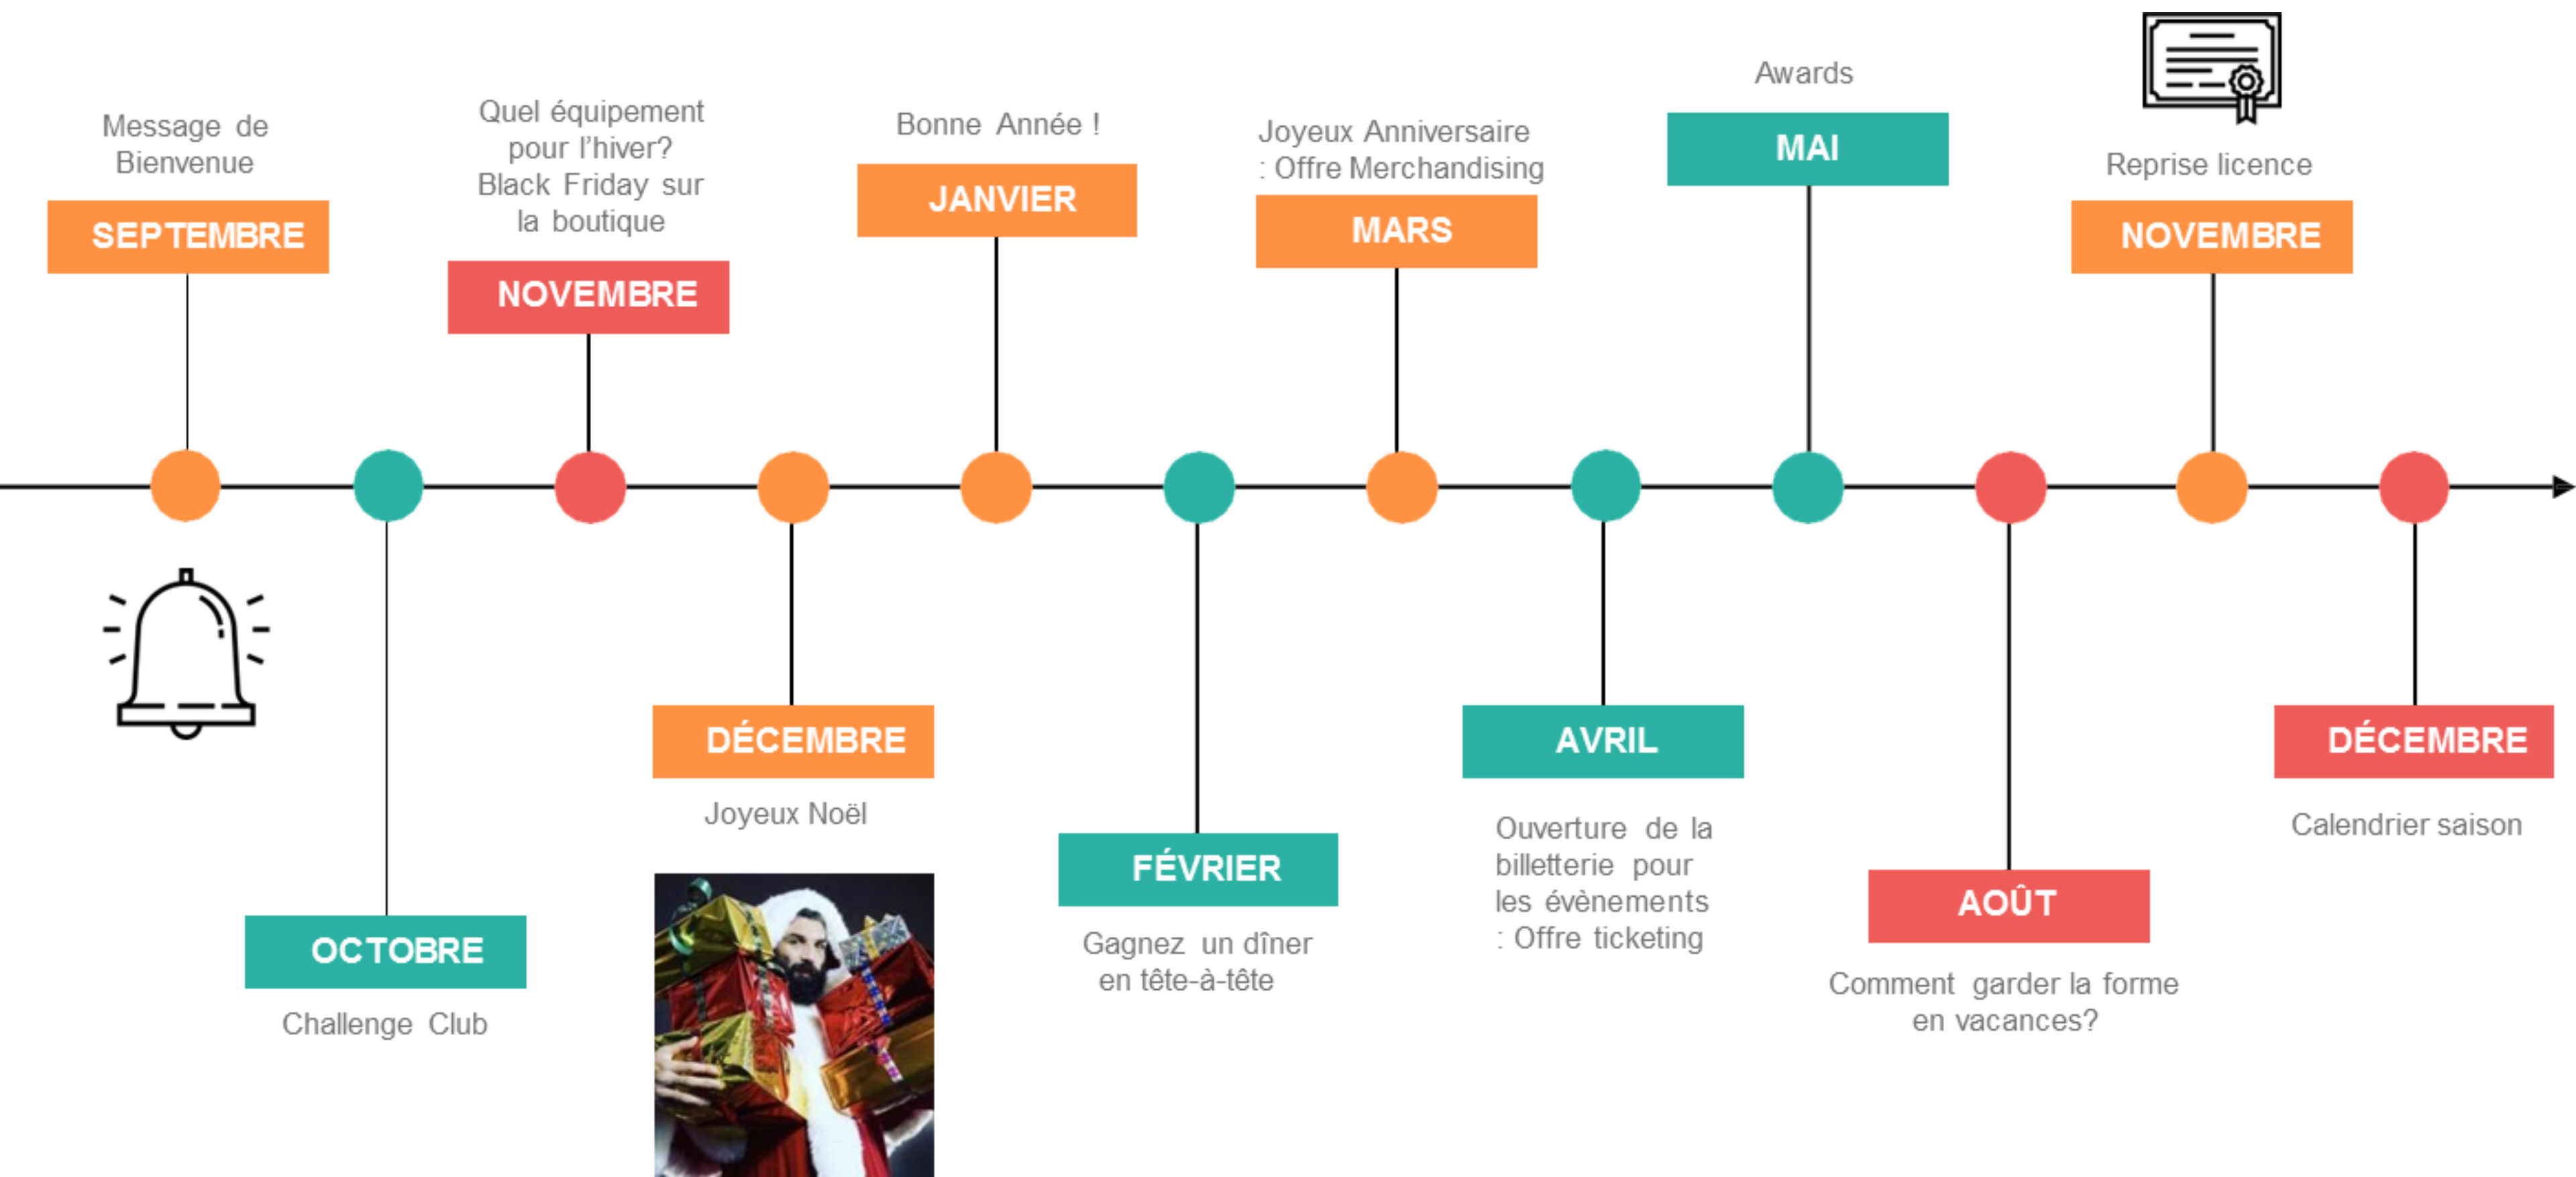 Message de
Bienvenue
SEPTEMBRE
OCTOBRE
Challenge Club
Quel équipement
pour l'hiver?
Black Friday sur
la boutique
NOVEMBRE
DÉCEMBRE
Joyeux Noël
Bonne Année !
JANVIER
FÉVRIER
Gagnez un dîner
en tête-à-tête
Joyeux Anniversaire
: Offre Merchandising
MARS
AVRIL
Ouverture de la
billetterie pour
les évènements
: Offre ticketing
Awards
MAI
AOÛT
Comment garder la forme
en vacances?
Reprise licence
NOVEMBRE
DÉCEMBRE
Calendrier saison